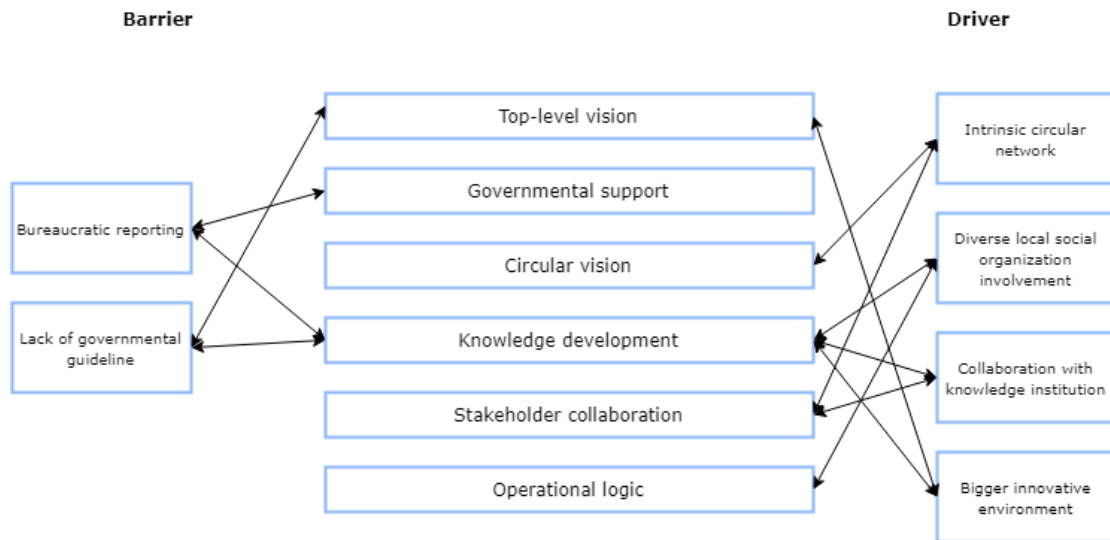 Barrier
Driver
Top-level vision
Governmental support
Circular vision
Knowledge development
Stakeholder collaboration
Operational logic
Bureaucratic reporting
Lack of governmental
guideline
Intrinsic circular
network
Diverse local social
organization
involvement
Collaboration with
knowledge institution
Bigger innovative
environment